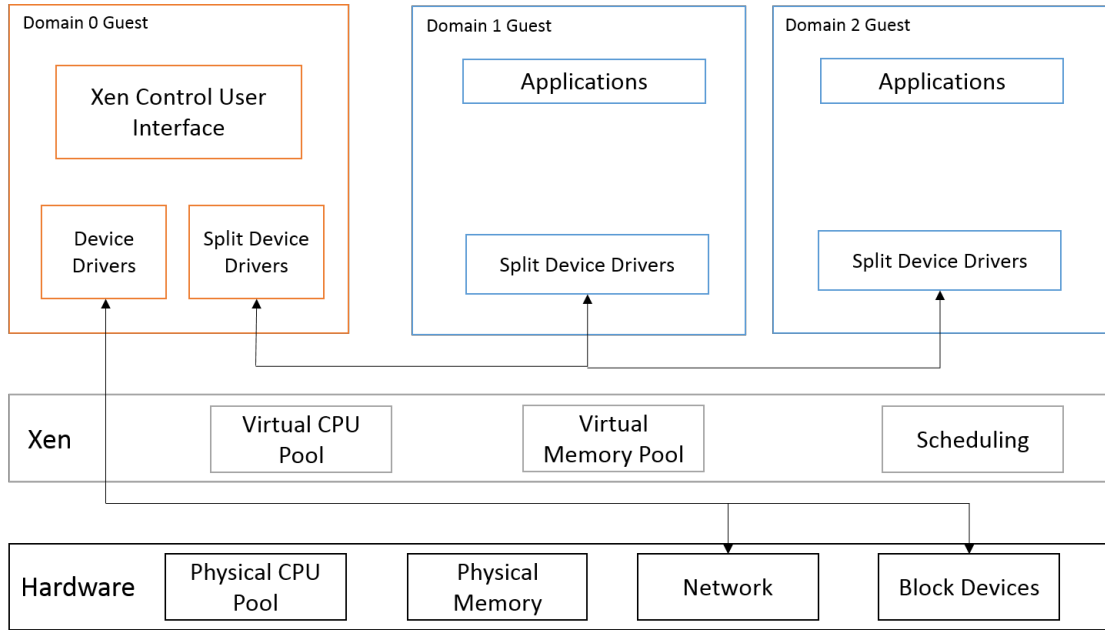 Domain 0 Guest
Xen Control User
Interface
Device
Drivers
Split Device
Drivers
Domain 1 Guest
Applications
Split Device Drivers
Domain 2 Guest
Applications
Split Device Drivers
Xen
Virtual CPU
Pool
Virtual
Memory Pool
Scheduling
Hardware
Physical CPU
Pool
Physical
Memory
Network
Block Devices